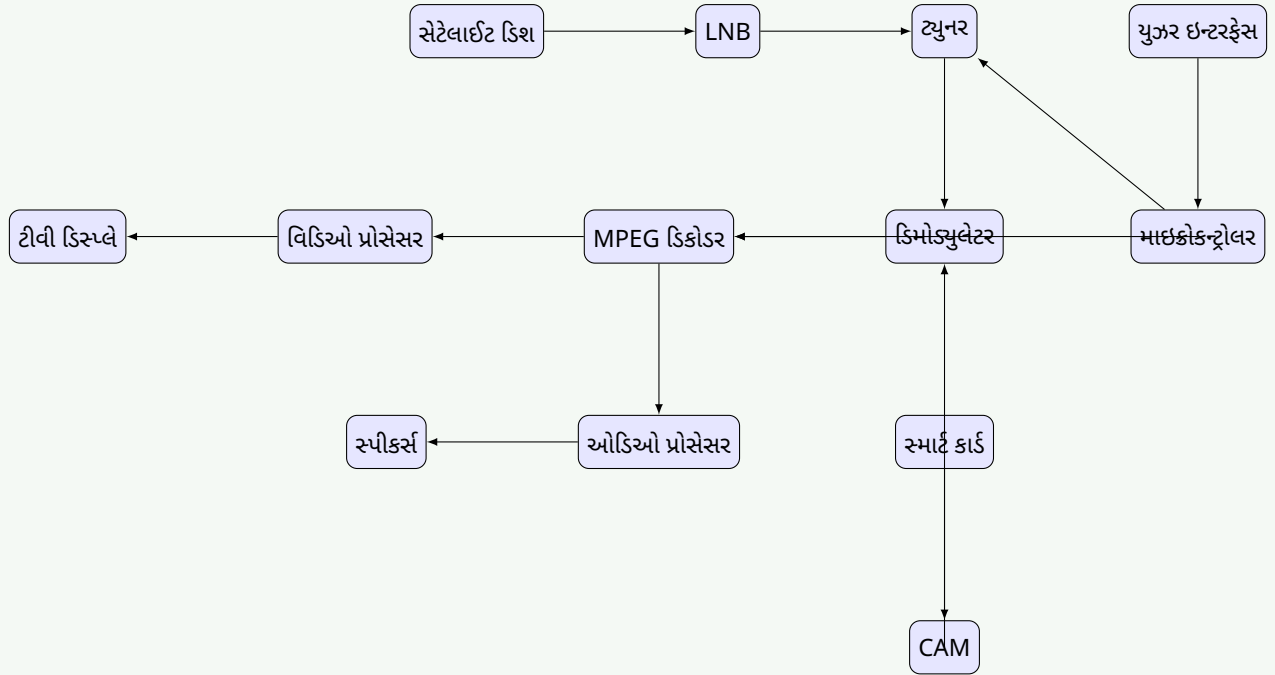 સેટેલાઈટ ડિશ
LNB
ટ્યુનર
યુઝર ઇન્ટરફેસ
ટીવી ડિસ્પ્લે
વિડિઓ પ્રોસેસર
MPEG ડિકોડર
ડિમોડ્યુલેટર
માઇક્રોકન્ટ્રોલર
સ્પીકર્સ
ઓડિઓ પ્રોસેસર
સ્માર્ટ કાર્ડ
CAM